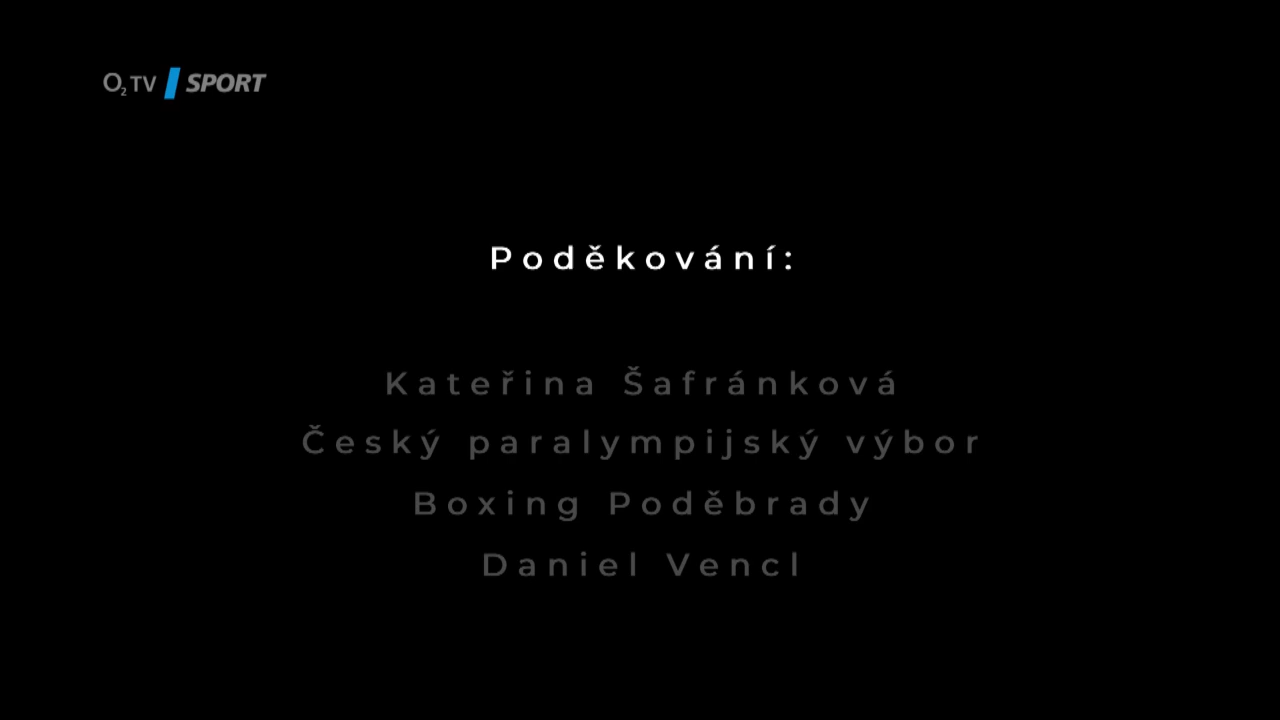 O₂ TV SPORT
Poděkování:
Kateřina Šafránková
Český paralympijský výbor
Boxing Poděbrady
Daniel Vencl